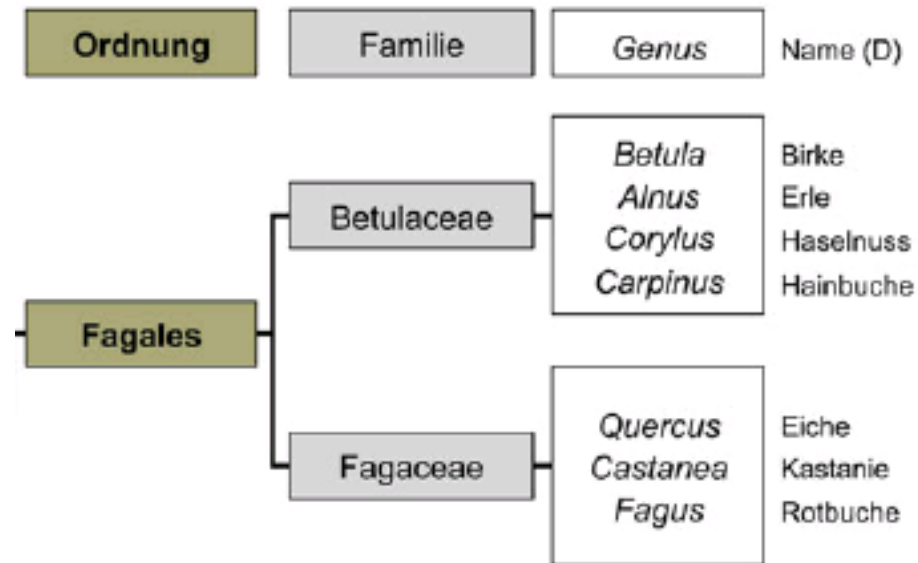 Ordnung Familie Genus Name (D)
Betula Birke
Alnus Erle
Betulaceae
Corylus Haselnuss
Carpinus Hainbuche
Fagales
Quercus Eiche
Fagaceae Castanea Kastanie
Fagus Rotbuche